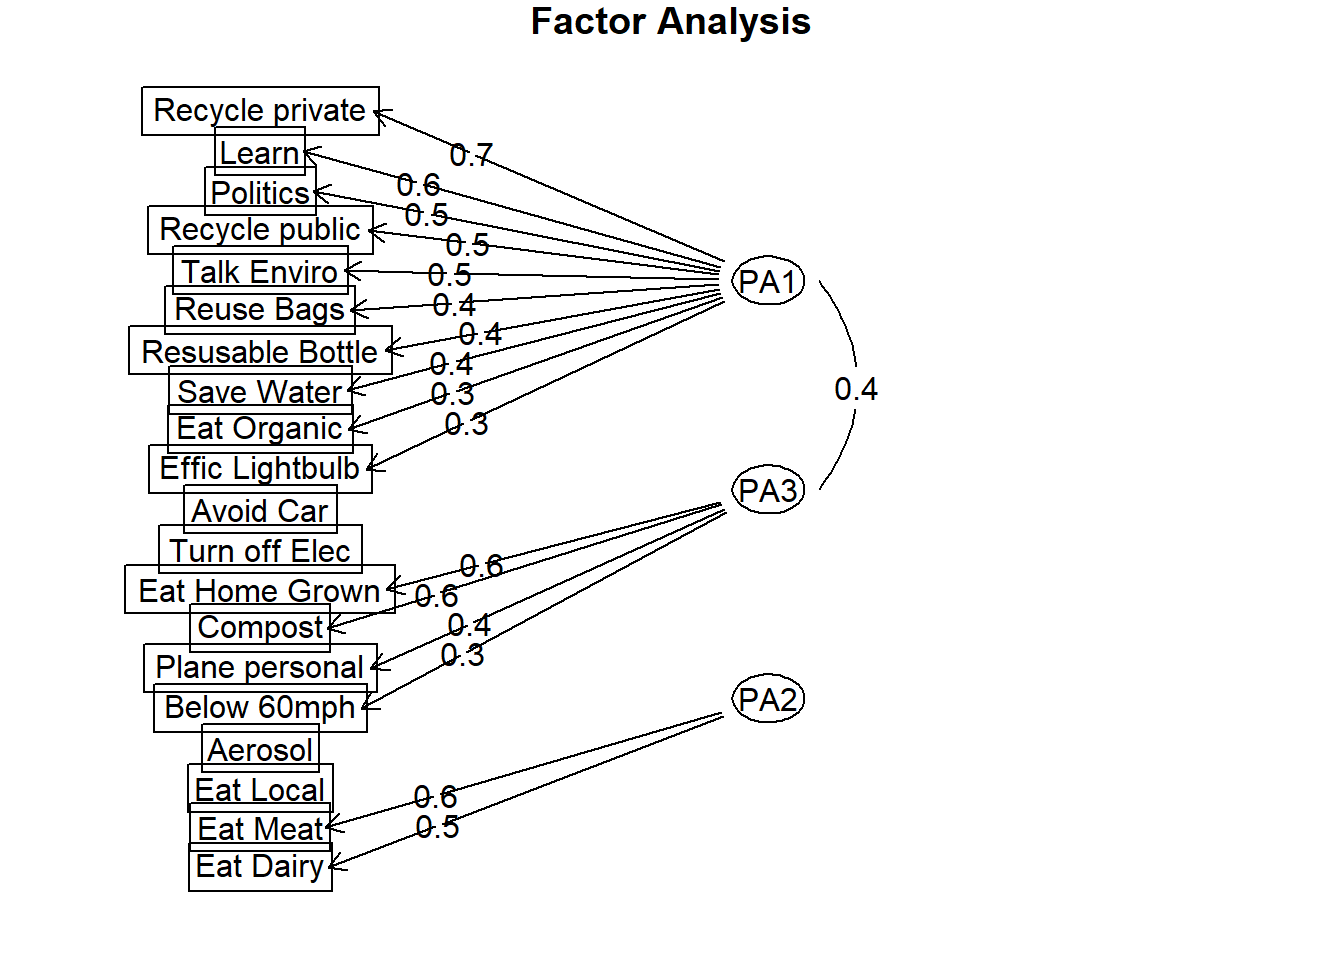 Factor Analysis
Recycle private
Learn
Politics
Recycle public
Talk Enviro
Reuse Bags
Resusable Bottle
Save Water
Eat Organic
Effic Lightbulb
Avoid Car
Turn off Elec
Eat Home Grown
Compost
Plane personal
Below 60mph
Aerosol
Eat Local
Eat Meat
Eat Dairy
0.7
0.6
0.5
0.5
0.5
0.4
0.4
0.4
0.3
0.3
0.6
0.6
0.4
0.3
0.6
0.5
PA1
PA3
PA2
0.4